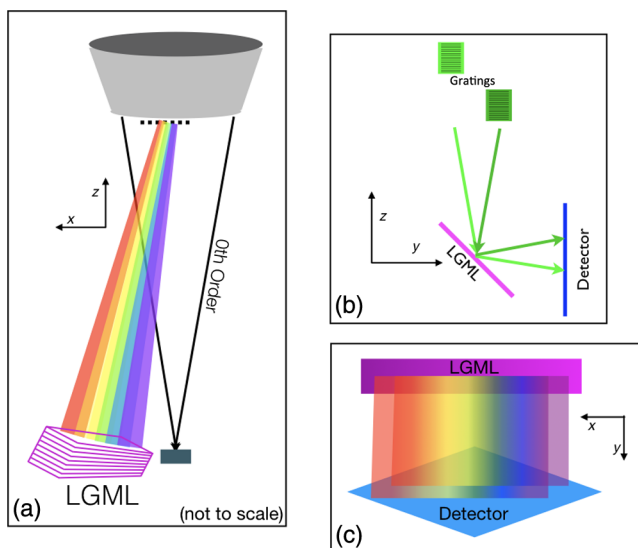 z
x
0th Order
LGML
(a)
(not to scale)
Gratings
z
y
LGML
Detector
(b)
LGML
x
y
Detector
(c)